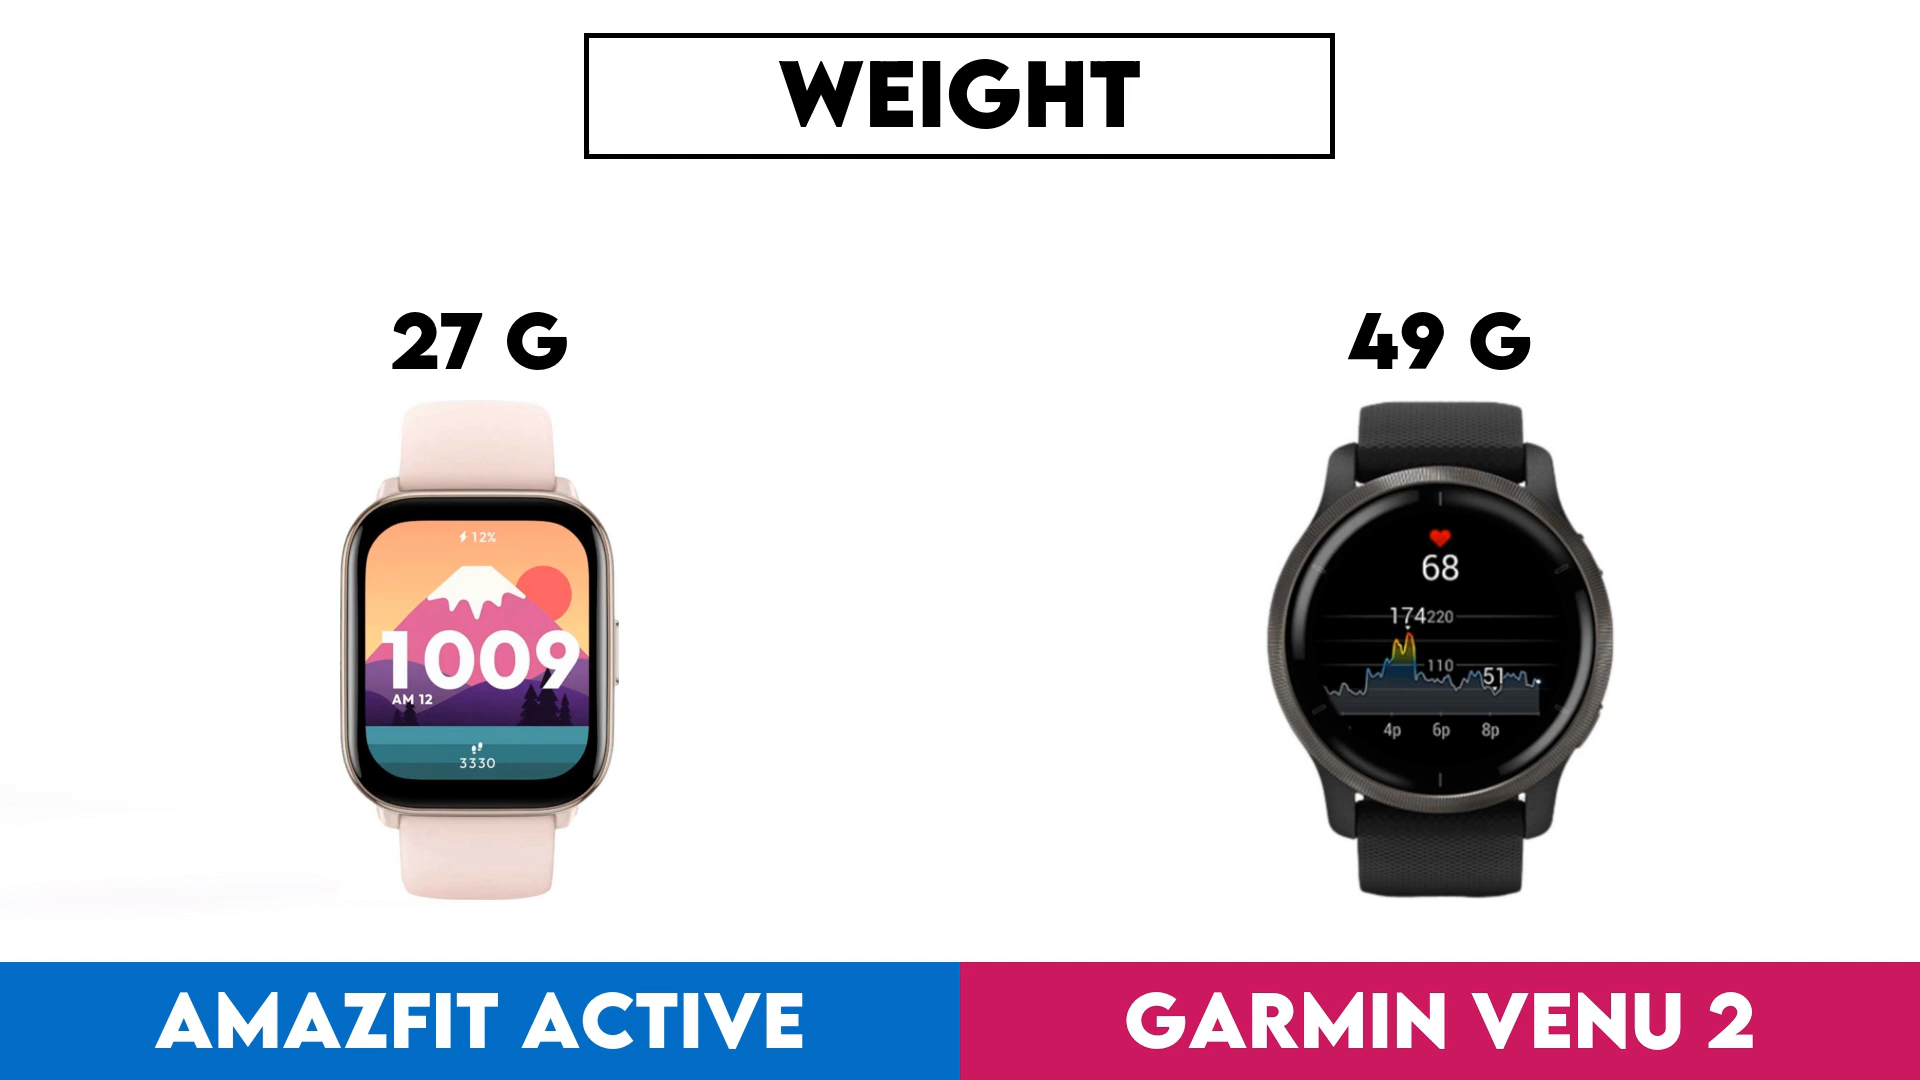 WEIGHT
27 G
49 G
12%
1009
AM 12
3330
68
174 220
110
51
4p 6p 8p
AMAZFIT ACTIVE
GARMIN VENU 2